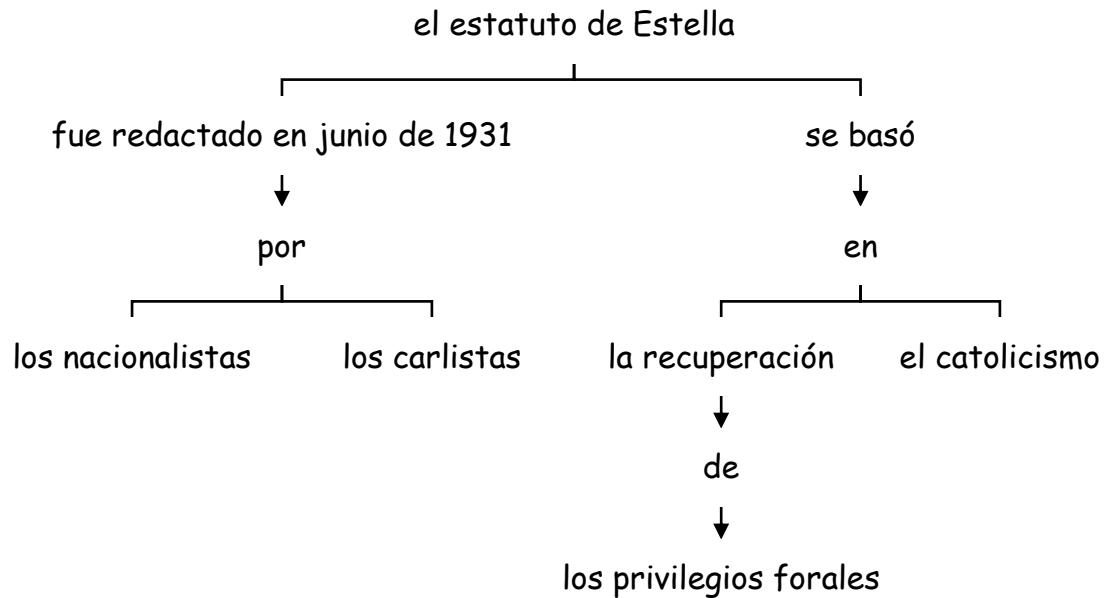 el estatuto de Estella
fue redactado en junio de 1931
se basó
por
en
los nacionalistas
los carlistas
la recuperación
el catolicismo
de
los privilegios forales